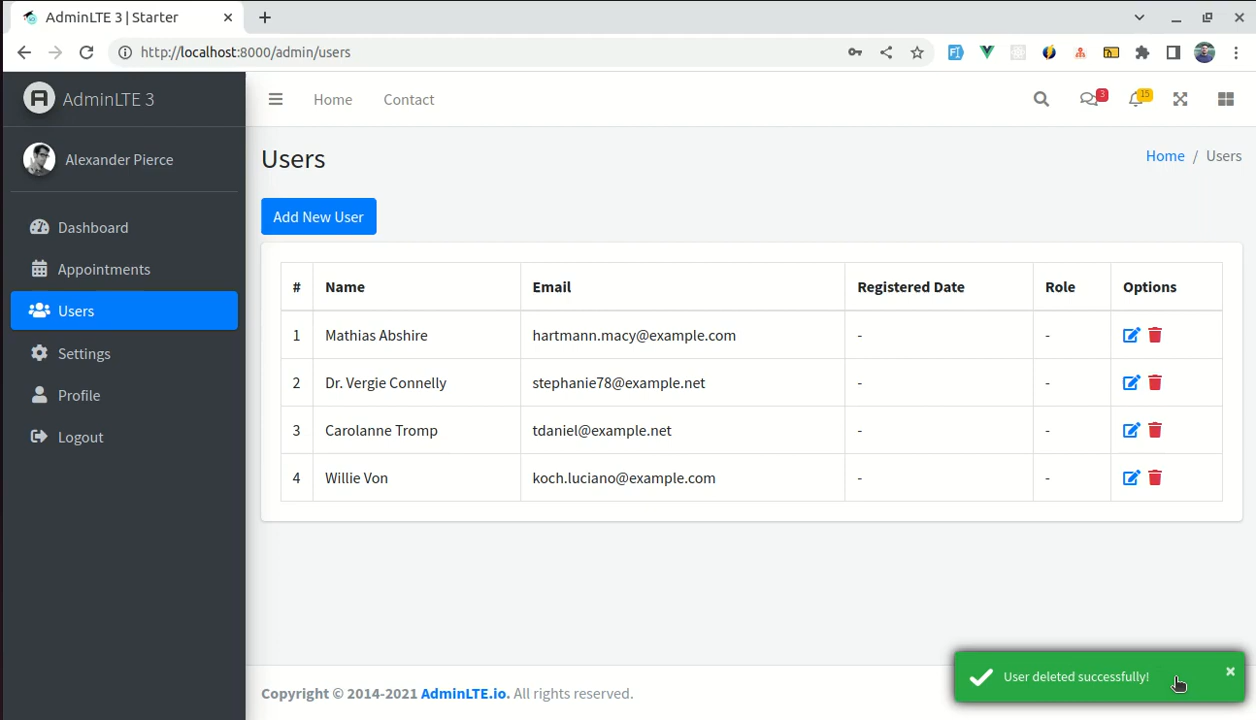 AdminLTE 3 | Starter
http://localhost:8000/admin/users
AdminLTE 3
Home Contact
3
15
Alexander Pierce
Users
Home / Users
Dashboard
Appointments
Users
Settings
Profile
Logout
Add New User
# Name Email Registered Date Role Options
1 Mathias Abshire hartmann.macy@example.com - -
2 Dr. Vergie Connelly stephanie78@example.net - -
3 Carolanne Tromp tdaniel@example.net - -
4 Willie Von koch.luciano@example.com - -
User deleted successfully!
Copyright © 2014-2021 AdminLTE.io. All rights reserved.